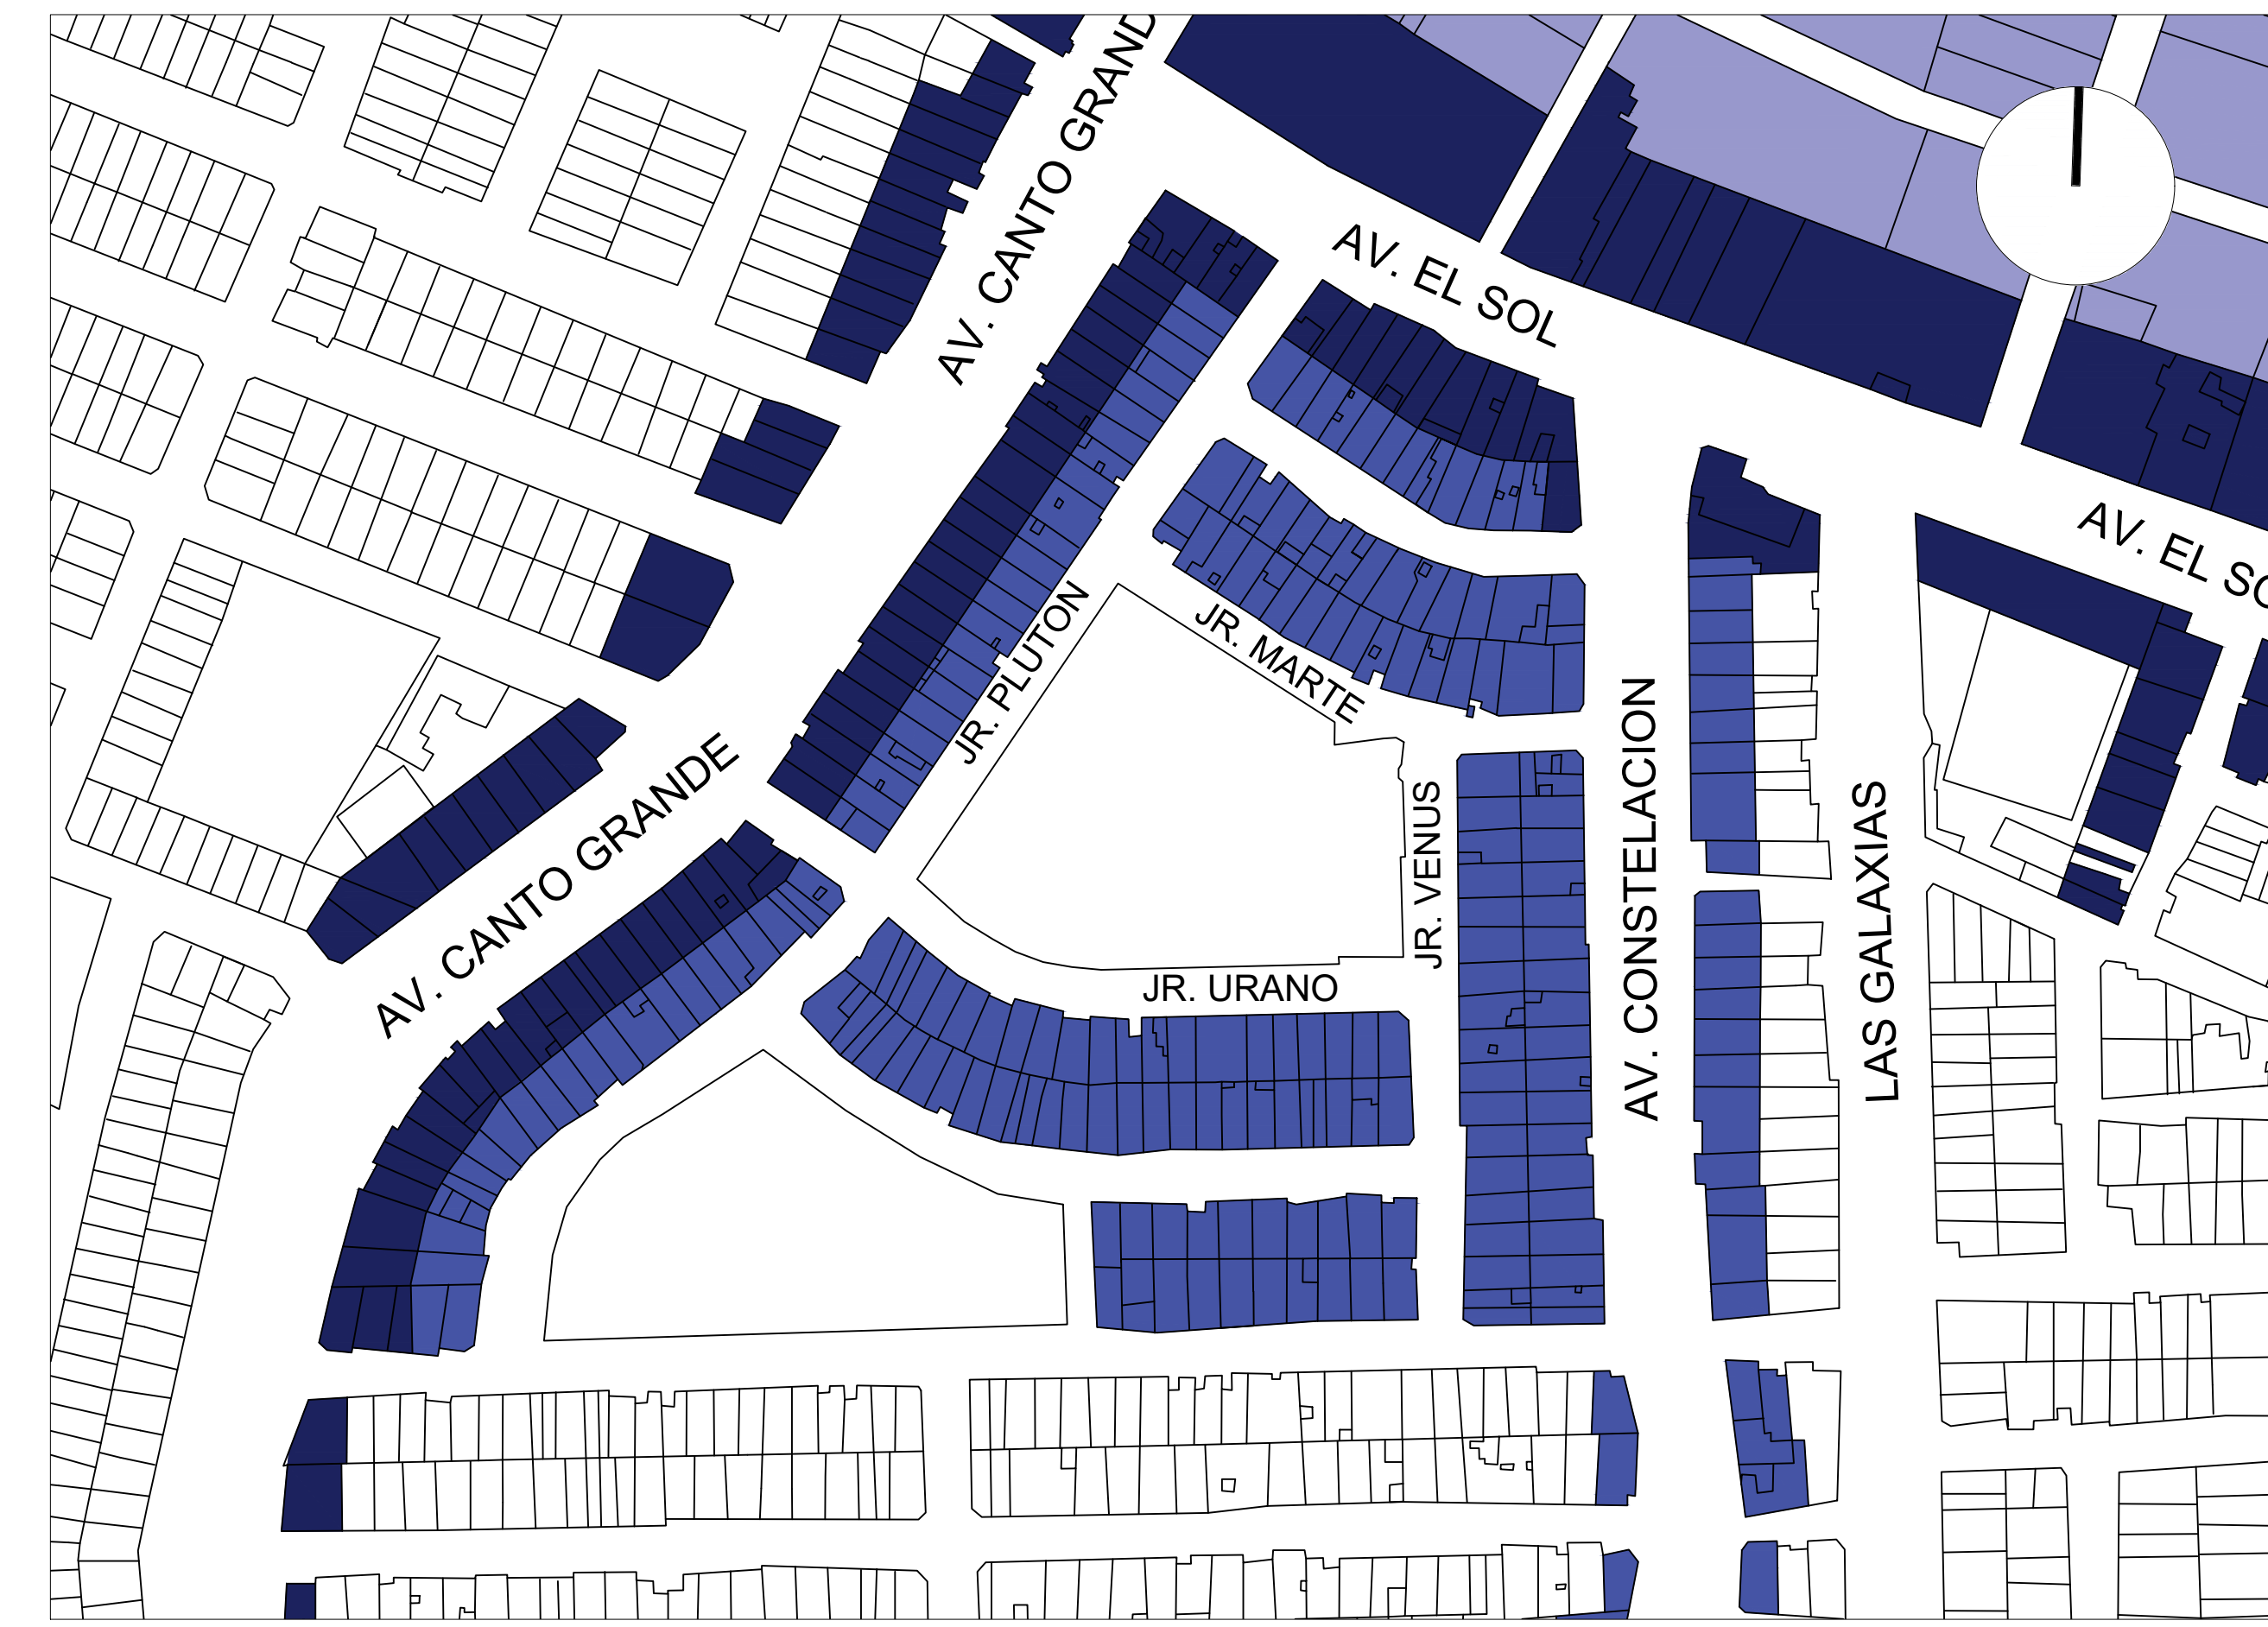 AV. CANTO GRAND
AV. EL SOL
AV. EL SO
JR. PLUTON
JR. MARTE
AV. CANTO GRANDE
JR. VENUS
AV. CONSTELACION
LAS GALAXIAS
JR. URANO